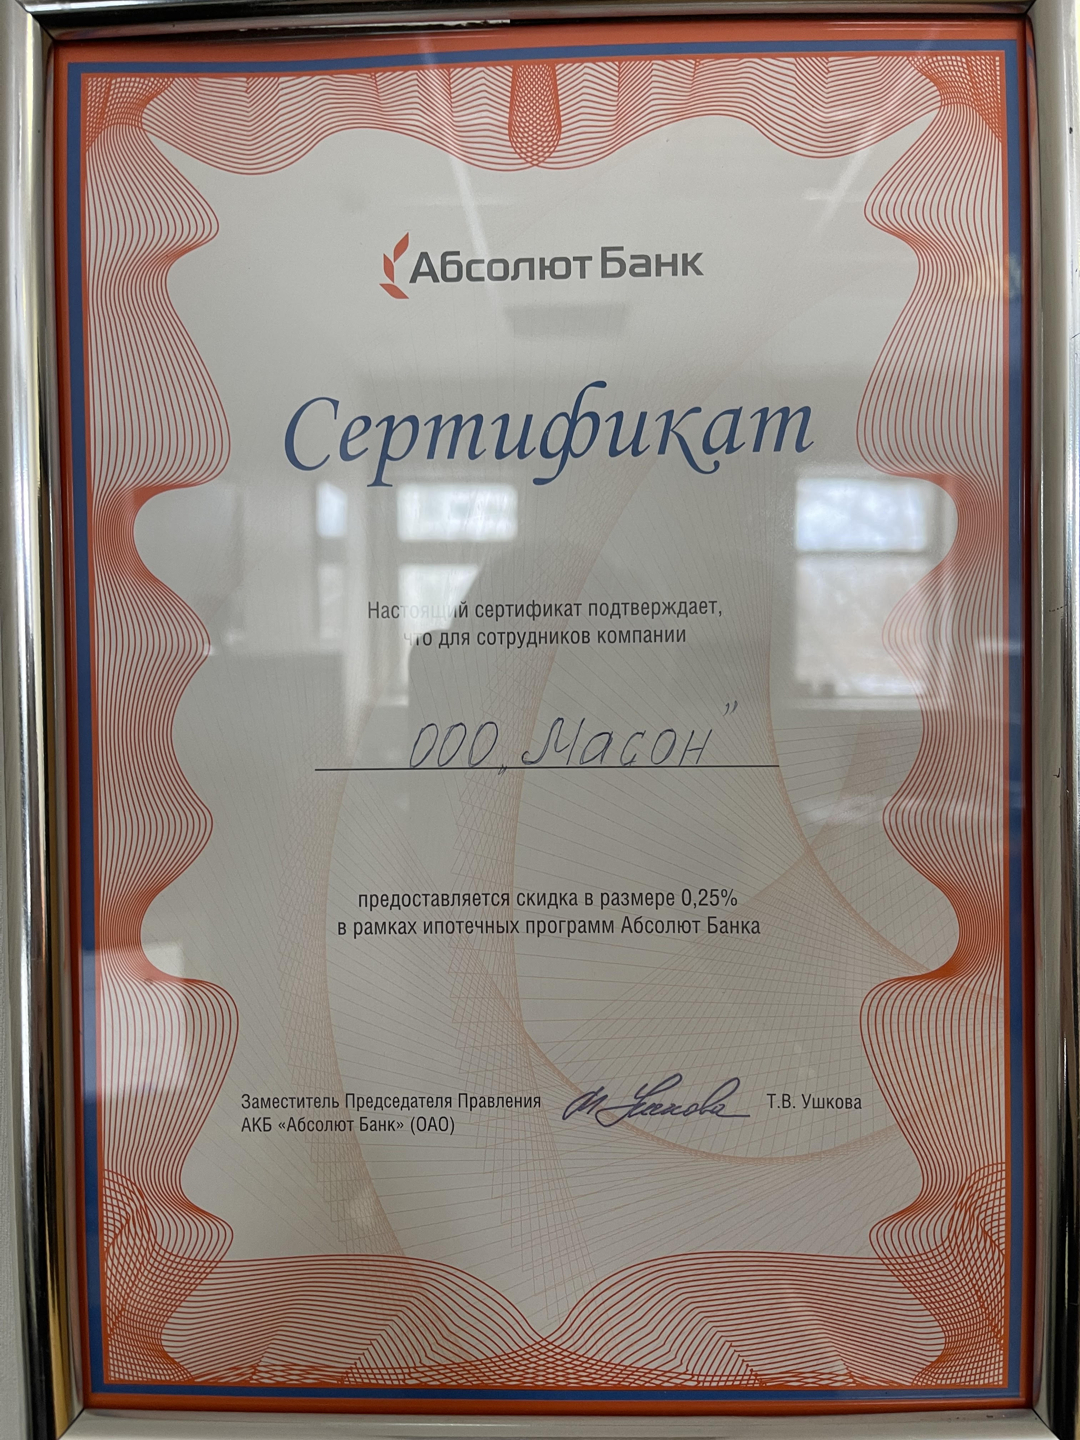 Абсолют Банк
Сертификат
Настоящий сертификат подтверждает,
что для сотрудников компании
ООО „Масон”
предоставляется скидка в размере 0,25%
в рамках ипотечных программ Абсолют Банка
Заместитель Председателя Правления
АКБ «Абсолют Банк» (ОАО)
Т.В. Ушкова